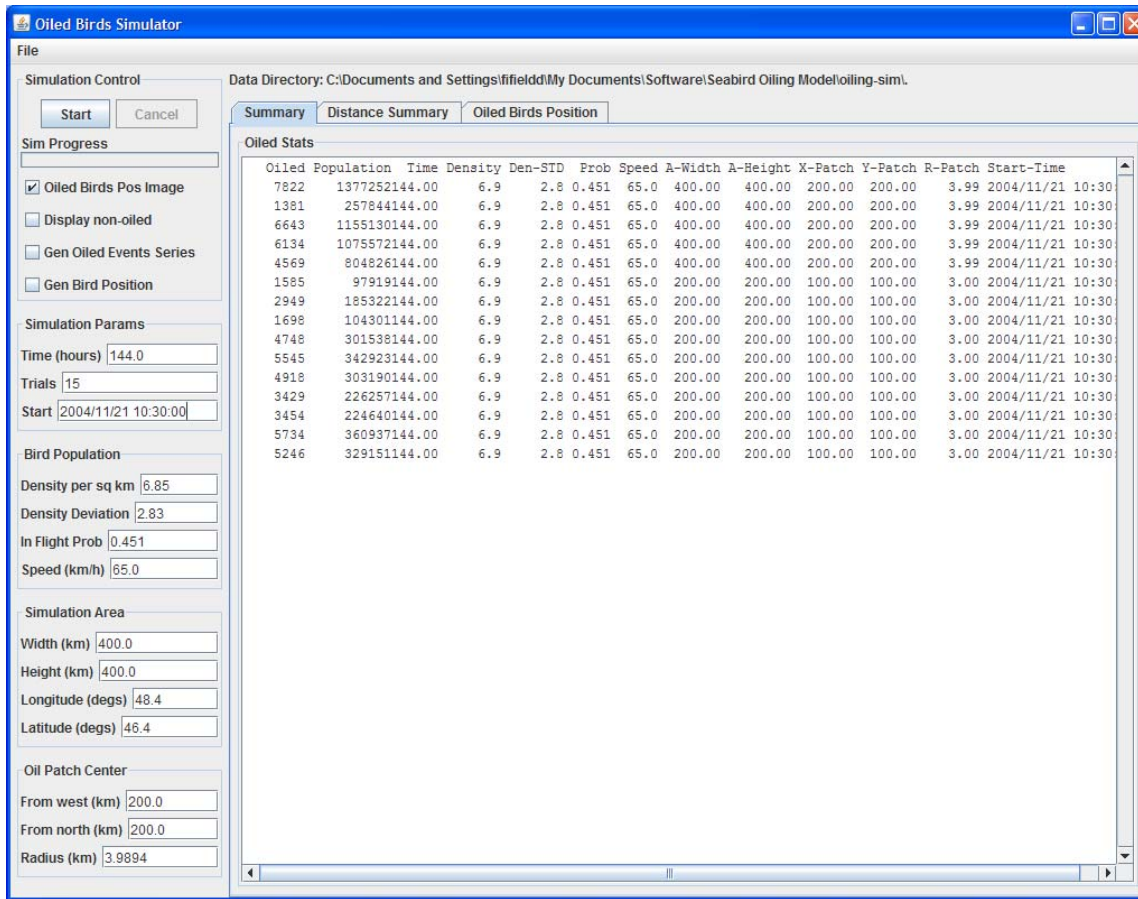 Oiled Birds Simulator
File
Simulation Control
Start Cancel
Sim Progress
Oiled Birds Pos Image
Display non-oiled
Gen Oiled Events Series
Gen Bird Position
Simulation Params
Time (hours) 144.0
Trials 15
Start 2004/11/21 10:30:00
Bird Population
Density per sq km 6.85
Density Deviation 2.83
In Flight Prob 0.451
Speed (km/h) 65.0
Simulation Area
Width (km) 400.0
Height (km) 400.0
Longitude (degs) 48.4
Latitude (degs) 46.4
Oil Patch Center
From west (km) 200.0
From north (km) 200.0
Radius (km) 3.9894
Data Directory: C:\Documents and Settings\fifieldd\My Documents\Software\Seabird Oiling Model\oiling-sim\.
Summary Distance Summary Oiled Birds Position
Oiled Stats
Oiled Population Time Density Den-STD Prob Speed A-Width A-Height X-Patch Y-Patch R-Patch Start-Time
7822 1377252144.00 6.9 2.8 0.451 65.0 400.00 400.00 200.00 200.00 3.99 2004/11/21 10:30:
1381 257844144.00 6.9 2.8 0.451 65.0 400.00 400.00 200.00 200.00 3.99 2004/11/21 10:30:
6643 1155130144.00 6.9 2.8 0.451 65.0 400.00 400.00 200.00 200.00 3.99 2004/11/21 10:30:
6134 1075572144.00 6.9 2.8 0.451 65.0 400.00 400.00 200.00 200.00 3.99 2004/11/21 10:30:
4569 804826144.00 6.9 2.8 0.451 65.0 400.00 400.00 200.00 200.00 3.99 2004/11/21 10:30:
1585 97919144.00 6.9 2.8 0.451 65.0 200.00 200.00 100.00 100.00 3.00 2004/11/21 10:30:
2949 185322144.00 6.9 2.8 0.451 65.0 200.00 200.00 100.00 100.00 3.00 2004/11/21 10:30:
1698 104301144.00 6.9 2.8 0.451 65.0 200.00 200.00 100.00 100.00 3.00 2004/11/21 10:30:
4748 301538144.00 6.9 2.8 0.451 65.0 200.00 200.00 100.00 100.00 3.00 2004/11/21 10:30:
5545 342923144.00 6.9 2.8 0.451 65.0 200.00 200.00 100.00 100.00 3.00 2004/11/21 10:30:
4918 303190144.00 6.9 2.8 0.451 65.0 200.00 200.00 100.00 100.00 3.00 2004/11/21 10:30:
3429 226257144.00 6.9 2.8 0.451 65.0 200.00 200.00 100.00 100.00 3.00 2004/11/21 10:30:
3454 224640144.00 6.9 2.8 0.451 65.0 200.00 200.00 100.00 100.00 3.00 2004/11/21 10:30:
5734 360937144.00 6.9 2.8 0.451 65.0 200.00 200.00 100.00 100.00 3.00 2004/11/21 10:30:
5246 329151144.00 6.9 2.8 0.451 65.0 200.00 200.00 100.00 100.00 3.00 2004/11/21 10:30: